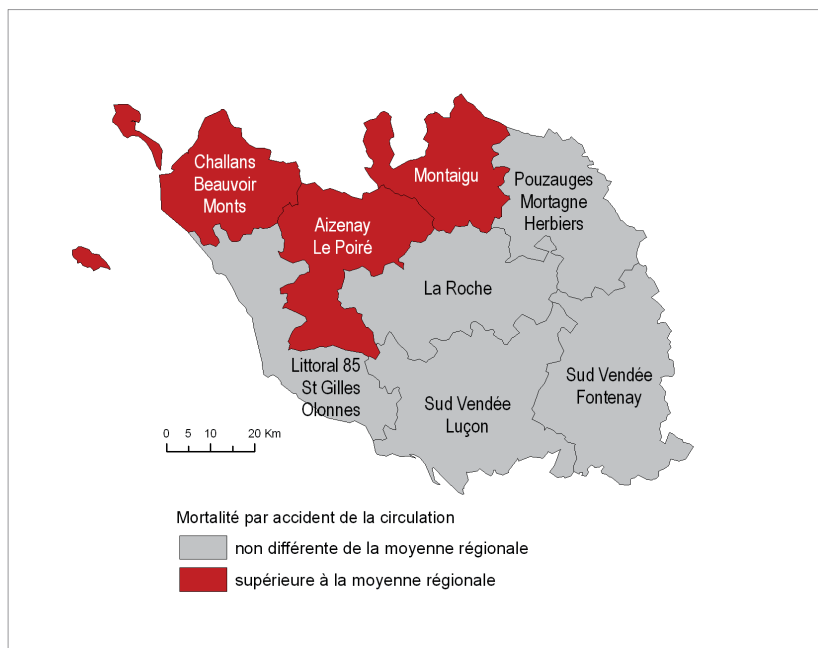 Challans
Beauvoir
Monts
Montaigu
Pouzauges
Mortagne
Herbiers
Aizenay
Le Poiré
La Roche
Littoral 85
St Gilles
Olonnes
Sud Vendée
Luçon
Sud Vendée
Fontenay
0 5 10 20 Km
Mortalité par accident de la circulation
non différente de la moyenne régionale
supérieure à la moyenne régionale